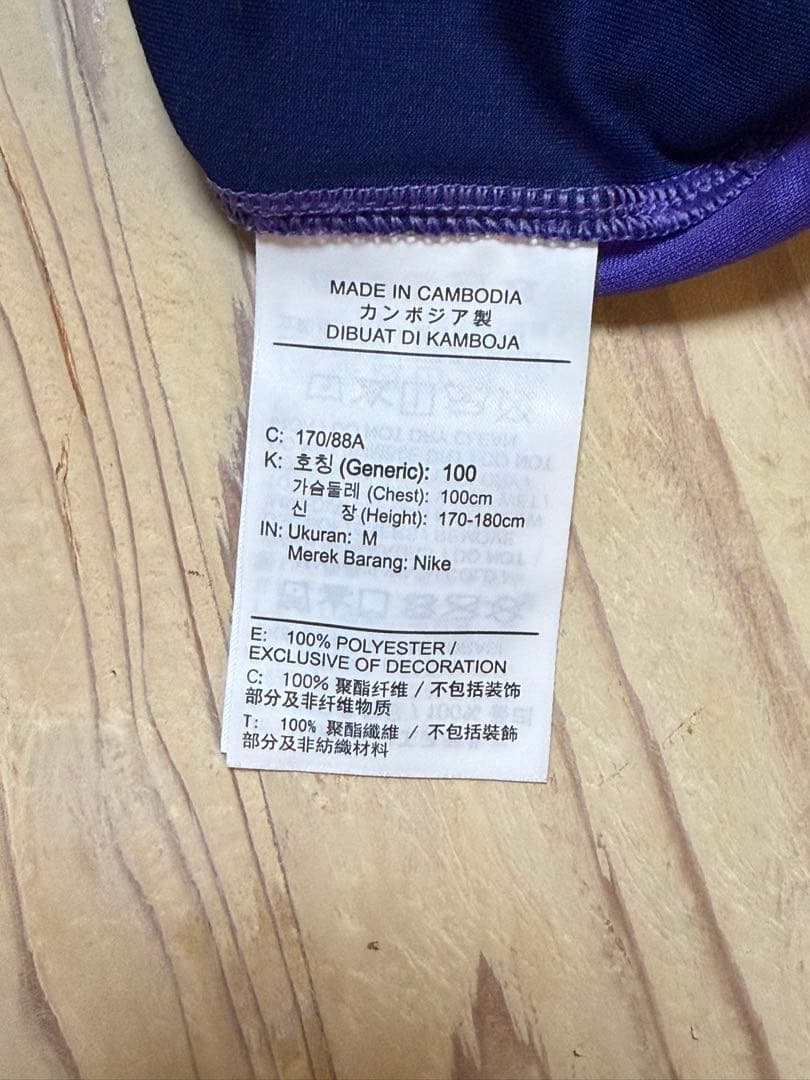 MADE IN CAMBODIA
カンボジア製
DIBUAT DI KAMBOJA
C: 170/88A
K: 호칭 (Generic): 100
가슴둘레 (Chest): 100cm
신 장 (Height): 170-180cm
IN: Ukuran: M
Merek Barang: Nike
E: 100% POLYESTER /
EXCLUSIVE OF DECORATION
C: 100% 聚酯纤维 / 不包括装饰
部分及非纤维物质
T: 100% 聚酯纖維 / 不包括裝飾
部分及非紡織材料